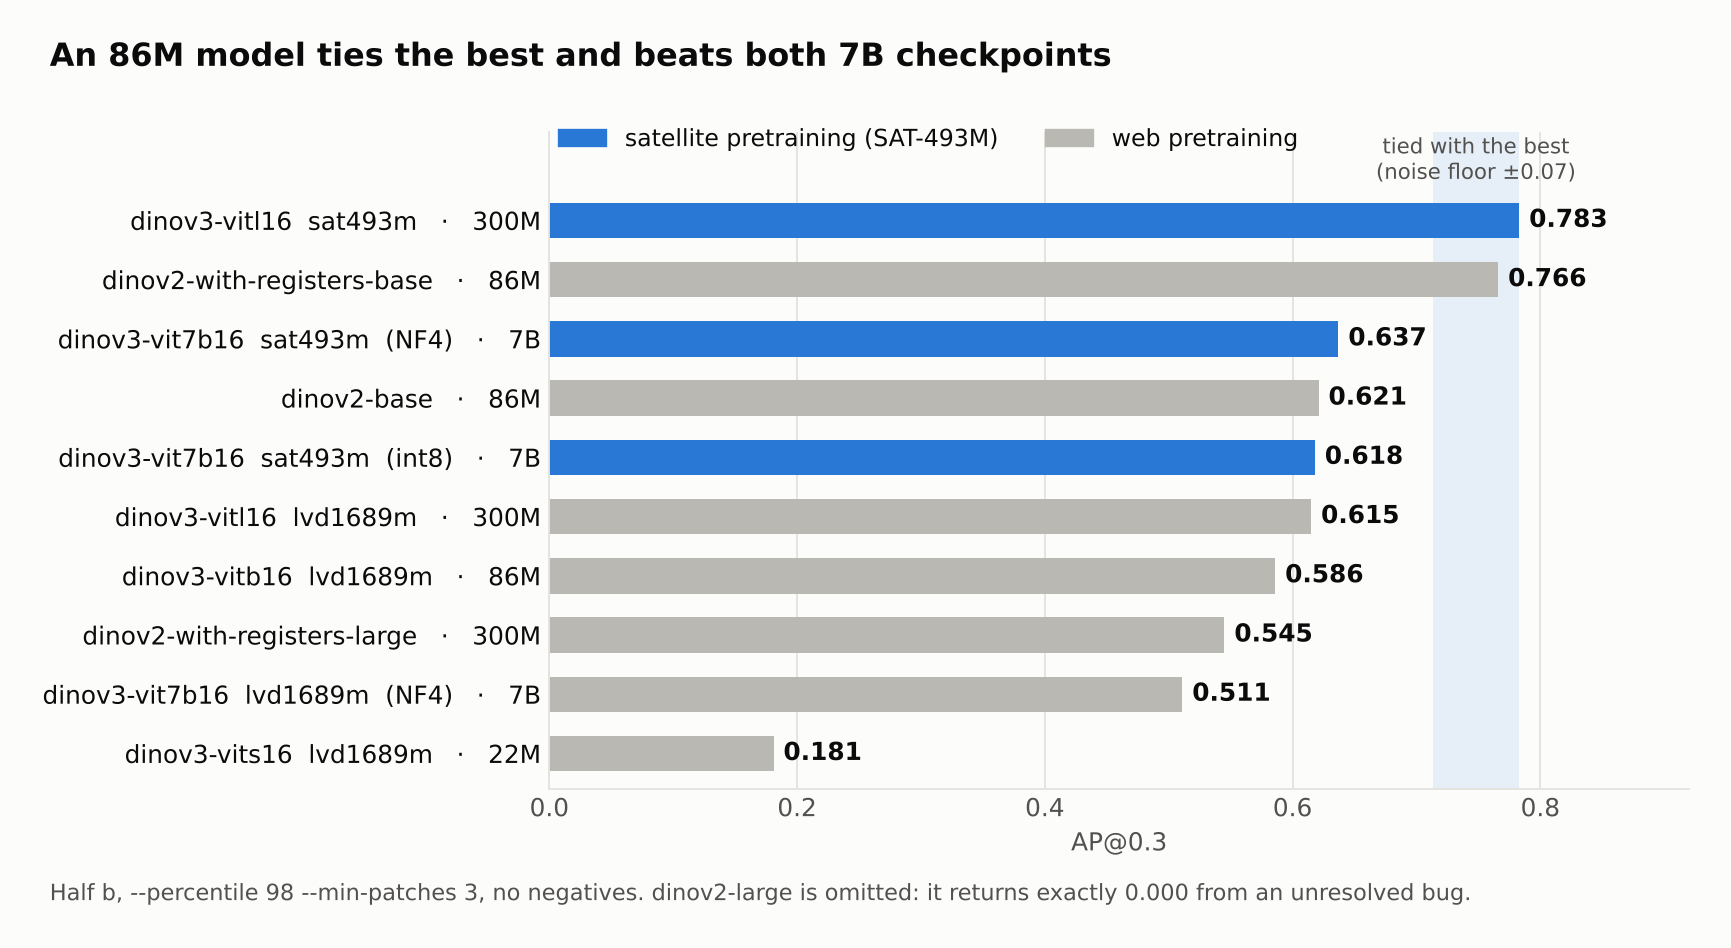 An 86M model ties the best and beats both 7B checkpoints
satellite pretraining (SAT-493M)
web pretraining
tied with the best
(noise floor ±0.07)
dinov3-vitl16 sat493m · 300M 0.783
dinov2-with-registers-base · 86M 0.766
dinov3-vit7b16 sat493m (NF4) · 7B 0.637
dinov2-base · 86M 0.621
dinov3-vit7b16 sat493m (int8) · 7B 0.618
dinov3-vitl16 lvd1689m · 300M 0.615
dinov3-vitb16 lvd1689m · 86M 0.586
dinov2-with-registers-large · 300M 0.545
dinov3-vit7b16 lvd1689m (NF4) · 7B 0.511
dinov3-vits16 lvd1689m · 22M 0.181
0.0 0.2 0.4 0.6 0.8
AP@0.3
Half b, --percentile 98 --min-patches 3, no negatives. dinov2-large is omitted: it returns exactly 0.000 from an unresolved bug.